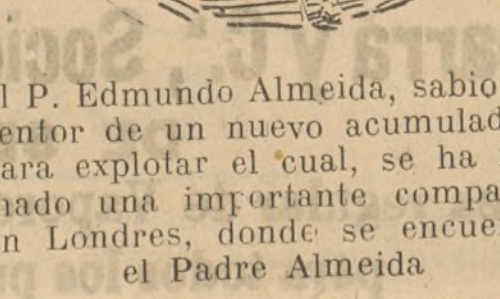 l P. Edmundo Almeida, sabio
entor de un nuevo acumulad
ara explotar el cual, se ha
nado una importante compa
n Londres, donde se encue
el Padre Almeida